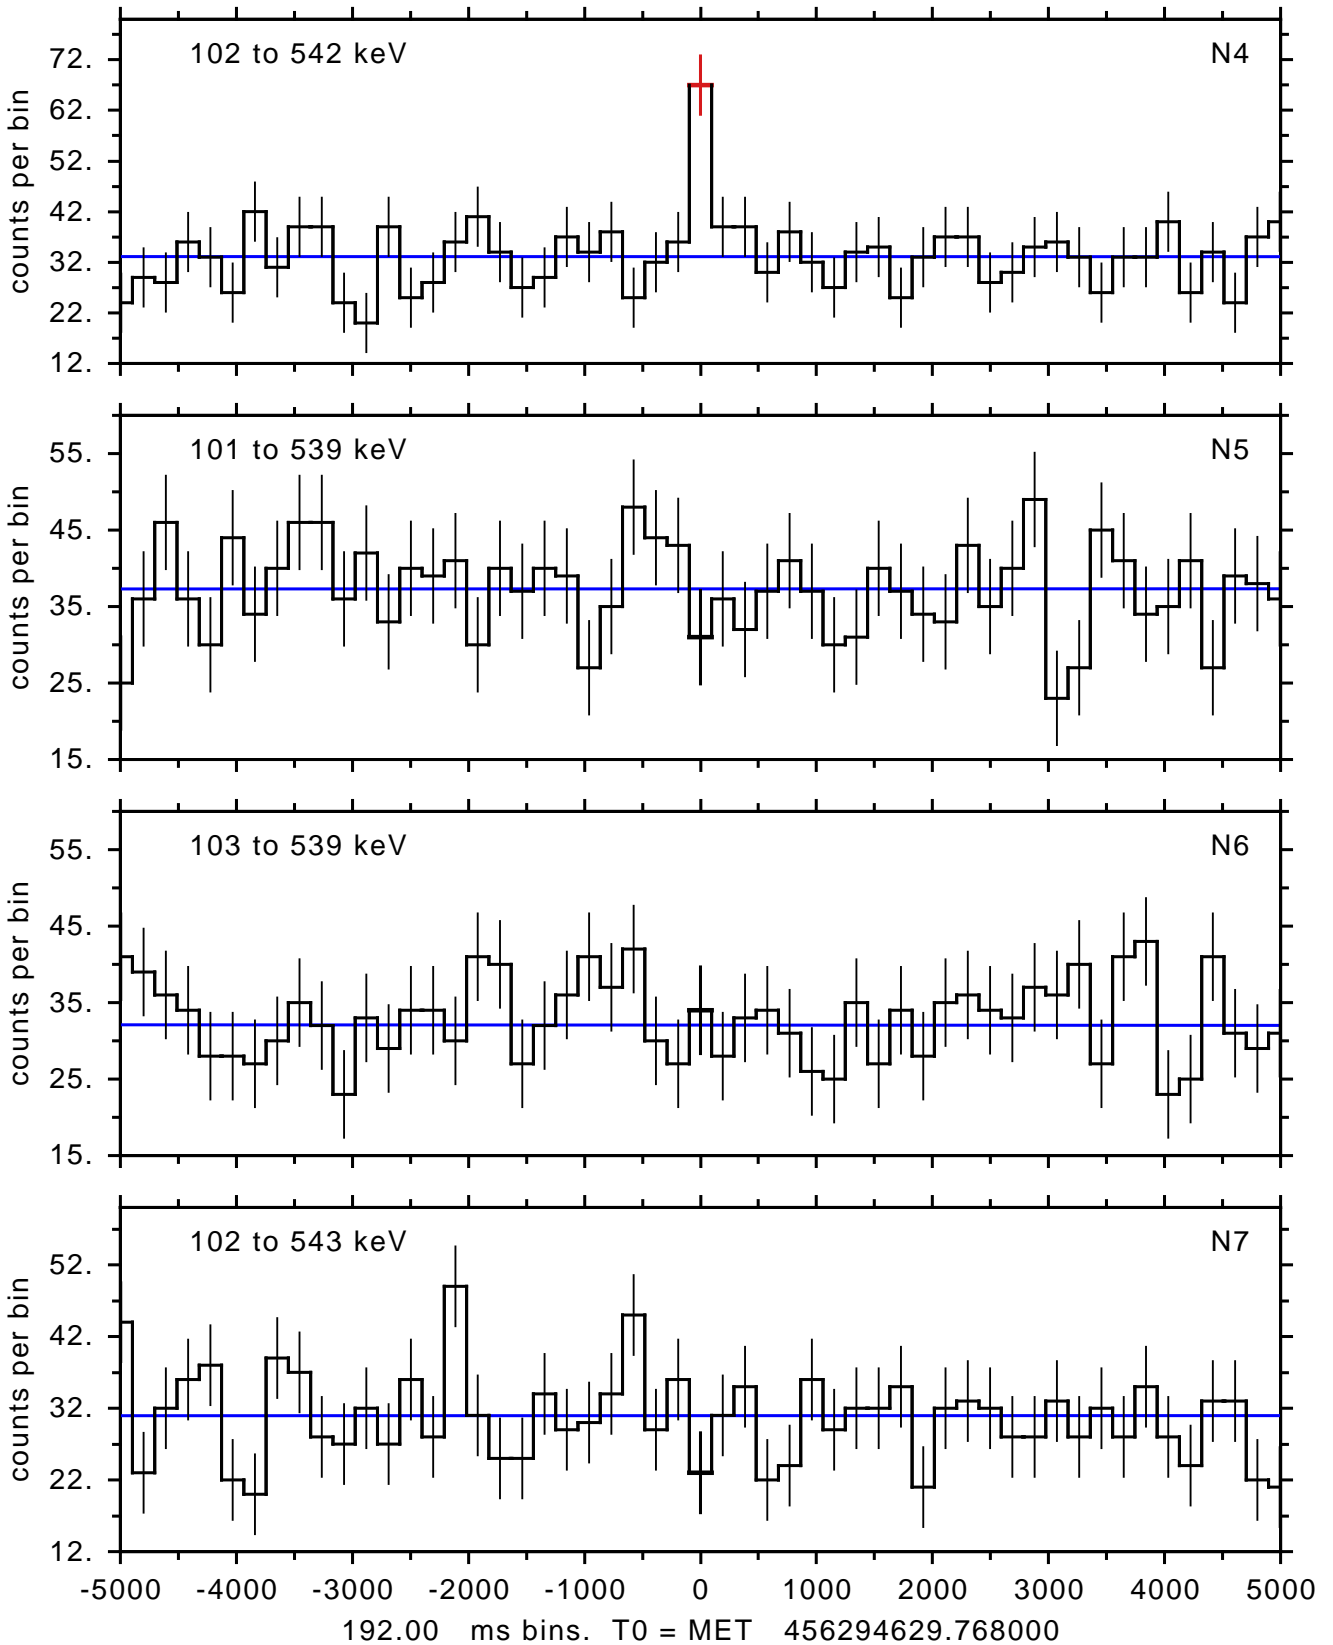 102 to 542 keV N4
72.
62.
52.
42.
32.
22.
12.
counts per bin
101 to 539 keV N5
55.
45.
35.
25.
15.
counts per bin
103 to 539 keV N6
55.
45.
35.
25.
15.
counts per bin
102 to 543 keV N7
52.
42.
32.
22.
12.
counts per bin
-5000 -4000 -3000 -2000 -1000 0 1000 2000 3000 4000 5000
192.00 ms bins. T0 = MET 456294629.768000